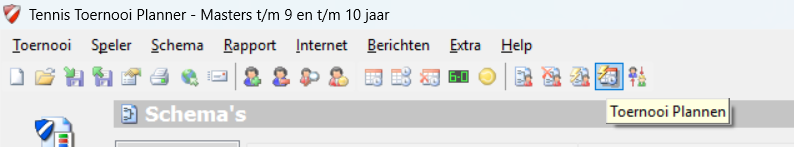 Tennis Toernooi Planner - Masters t/m 9 en t/m 10 jaar
Toernooi Speler Schema Rapport Internet Berichten Extra Help
6-0
Toernooi Plannen
Schema's